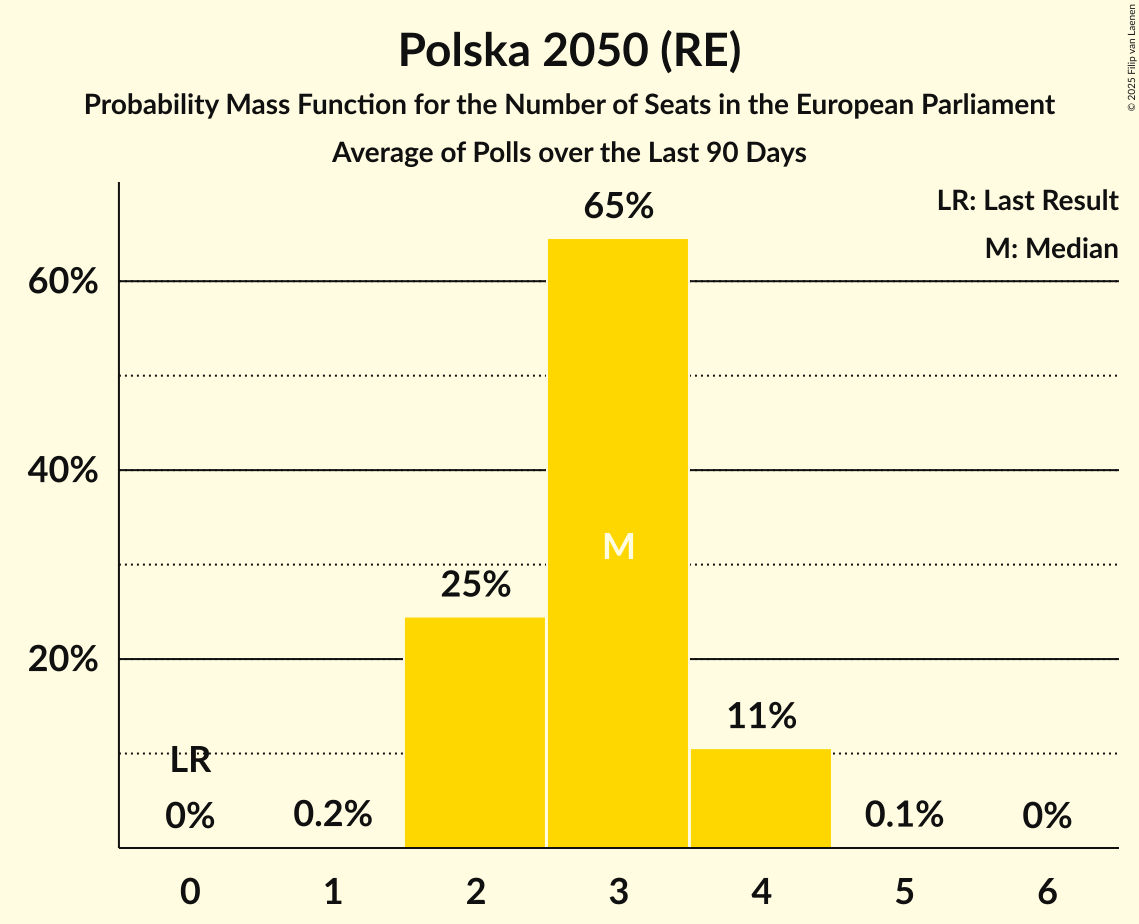 Polska 2050 (RE)
Probability Mass Function for the Number of Seats in the European Parliament
Average of Polls over the Last 90 Days
© 2025 Filip van Laenen
LR: Last Result
M: Median
65%
60%
40%
M
25%
20%
11%
LR
0%
0.2%
0.1%
0%
0 1 2 3 4 5 6